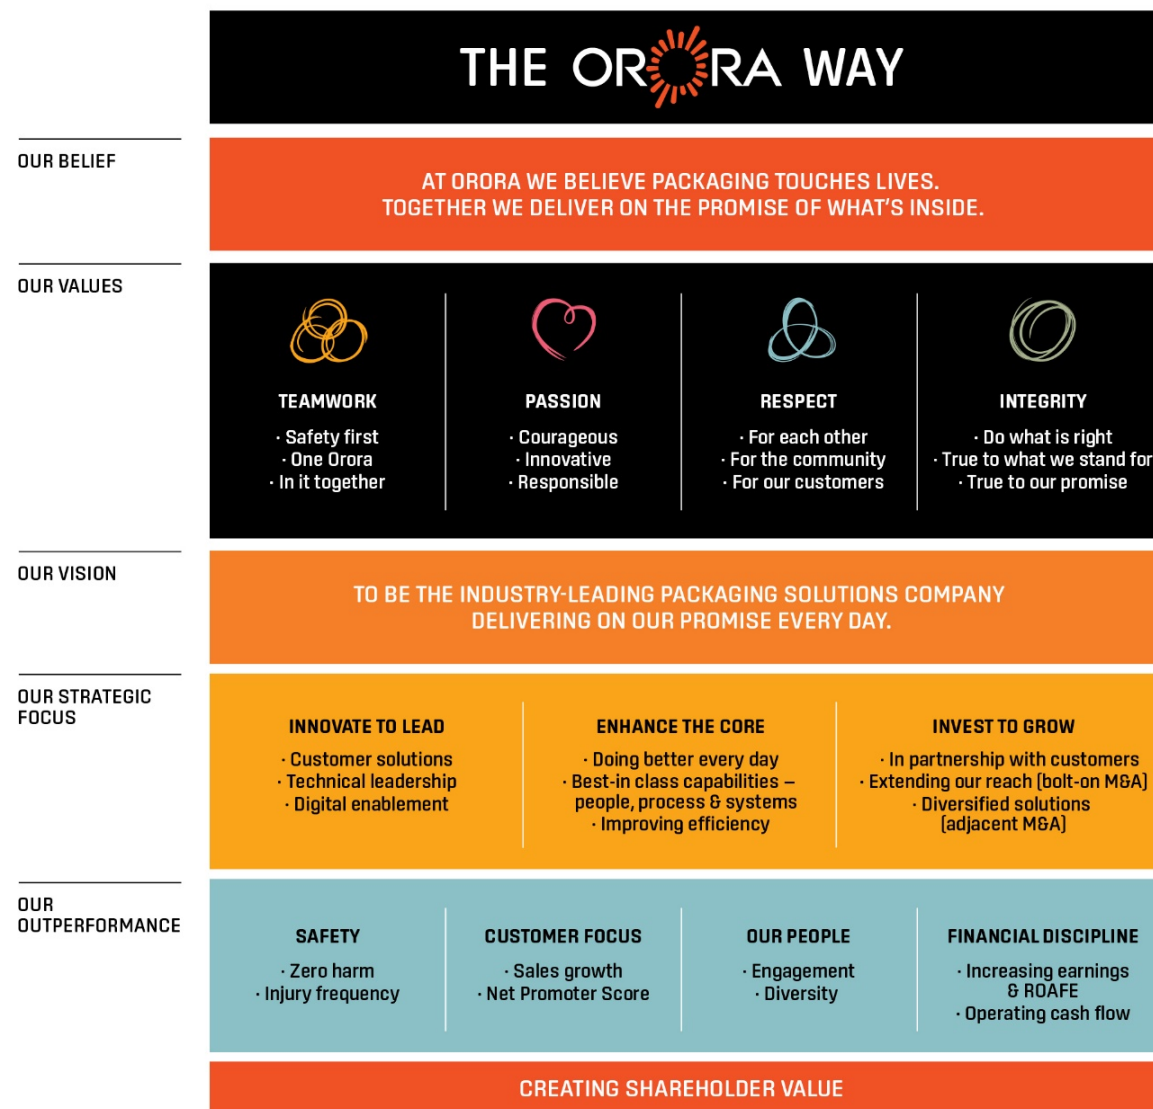 THE ORORA WAY
OUR BELIEF
AT ORORA WE BELIEVE PACKAGING TOUCHES LIVES.
TOGETHER WE DELIVER ON THE PROMISE OF WHAT'S INSIDE.
OUR VALUES
TEAMWORK
· Safety first
· One Orora
· In it together
PASSION
· Courageous
· Innovative
· Responsible
RESPECT
· For each other
· For the community
· For our customers
INTEGRITY
· Do what is right
· True to what we stand for
· True to our promise
OUR VISION
TO BE THE INDUSTRY-LEADING PACKAGING SOLUTIONS COMPANY
DELIVERING ON OUR PROMISE EVERY DAY.
OUR STRATEGIC
FOCUS
INNOVATE TO LEAD
· Customer solutions
· Technical leadership
· Digital enablement
ENHANCE THE CORE
· Doing better every day
· Best-in class capabilities –
people, process & systems
· Improving efficiency
INVEST TO GROW
· In partnership with customers
· Extending our reach (bolt-on M&A)
· Diversified solutions
(adjacent M&A)
OUR
OUTPERFORMANCE
SAFETY
· Zero harm
· Injury frequency
CUSTOMER FOCUS
· Sales growth
· Net Promoter Score
OUR PEOPLE
· Engagement
· Diversity
FINANCIAL DISCIPLINE
· Increasing earnings
& ROAFE
· Operating cash flow
CREATING SHAREHOLDER VALUE